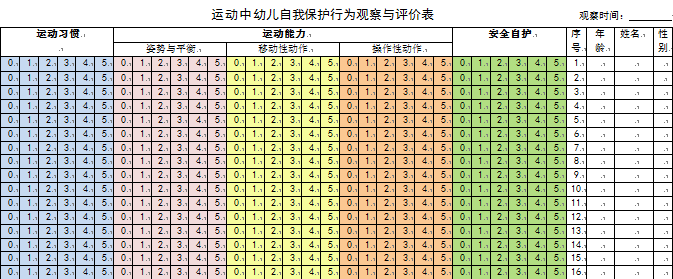 运动中幼儿自我保护行为观察与评价表 观察时间：
运动习惯 运动能力 安全自护 序号 年龄 姓名 性别
姿势与平衡 移动性动作 操作性动作
0 1 2 3 4 5 0 1 2 3 4 5 0 1 2 3 4 5 0 1 2 3 4 5 0 1 2 3 4 5 1.
0 1 2 3 4 5 0 1 2 3 4 5 0 1 2 3 4 5 0 1 2 3 4 5 0 1 2 3 4 5 2.
0 1 2 3 4 5 0 1 2 3 4 5 0 1 2 3 4 5 0 1 2 3 4 5 0 1 2 3 4 5 3.
0 1 2 3 4 5 0 1 2 3 4 5 0 1 2 3 4 5 0 1 2 3 4 5 0 1 2 3 4 5 4.
0 1 2 3 4 5 0 1 2 3 4 5 0 1 2 3 4 5 0 1 2 3 4 5 0 1 2 3 4 5 5.
0 1 2 3 4 5 0 1 2 3 4 5 0 1 2 3 4 5 0 1 2 3 4 5 0 1 2 3 4 5 6.
0 1 2 3 4 5 0 1 2 3 4 5 0 1 2 3 4 5 0 1 2 3 4 5 0 1 2 3 4 5 7.
0 1 2 3 4 5 0 1 2 3 4 5 0 1 2 3 4 5 0 1 2 3 4 5 0 1 2 3 4 5 8.
0 1 2 3 4 5 0 1 2 3 4 5 0 1 2 3 4 5 0 1 2 3 4 5 0 1 2 3 4 5 9.
0 1 2 3 4 5 0 1 2 3 4 5 0 1 2 3 4 5 0 1 2 3 4 5 0 1 2 3 4 5 10.
0 1 2 3 4 5 0 1 2 3 4 5 0 1 2 3 4 5 0 1 2 3 4 5 0 1 2 3 4 5 11.
0 1 2 3 4 5 0 1 2 3 4 5 0 1 2 3 4 5 0 1 2 3 4 5 0 1 2 3 4 5 12.
0 1 2 3 4 5 0 1 2 3 4 5 0 1 2 3 4 5 0 1 2 3 4 5 0 1 2 3 4 5 13.
0 1 2 3 4 5 0 1 2 3 4 5 0 1 2 3 4 5 0 1 2 3 4 5 0 1 2 3 4 5 14.
0 1 2 3 4 5 0 1 2 3 4 5 0 1 2 3 4 5 0 1 2 3 4 5 0 1 2 3 4 5 15.
0 1 2 3 4 5 0 1 2 3 4 5 0 1 2 3 4 5 0 1 2 3 4 5 0 1 2 3 4 5 16.